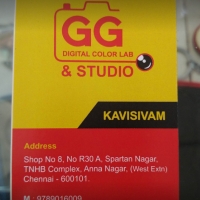 GG
DIGITAL COLOR LAB
& STUDIO
KAVISIVAM
Address
Shop No 8, No R30 A, Spartan Nagar,
TNHB Complex, Anna Nagar, (West Extn)
Chennai - 600101.
M : 9789016009